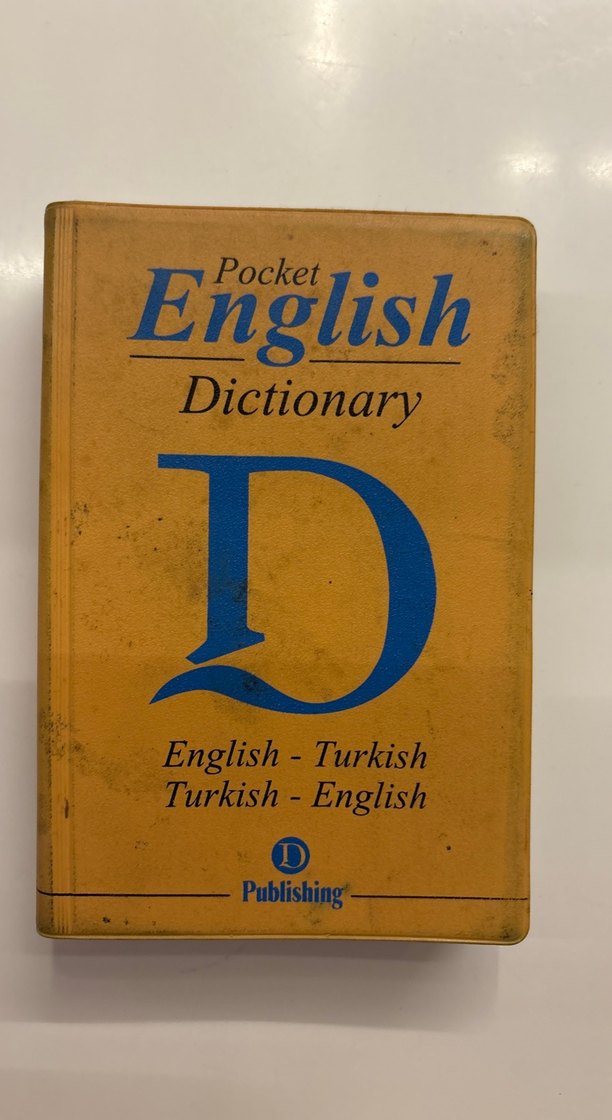 Pocket
English
Dictionary
D
English - Turkish
Turkish - English
D
Publishing